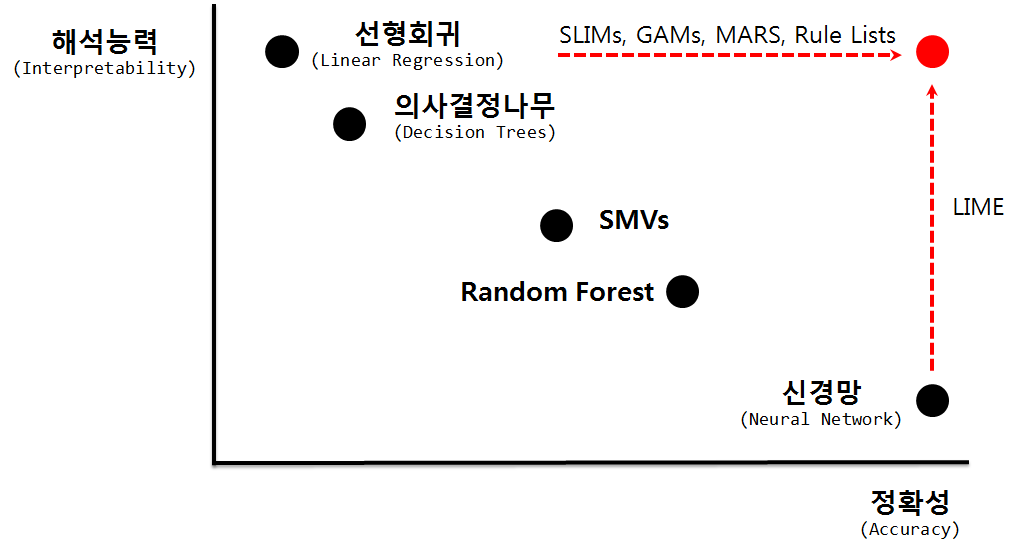 해석능력
(Interpretability)
선형회귀
(Linear Regression)
SLIMs, GAMs, MARS, Rule Lists
의사결정나무
(Decision Trees)
SMVs
LIME
Random Forest
신경망
(Neural Network)
정확성
(Accuracy)